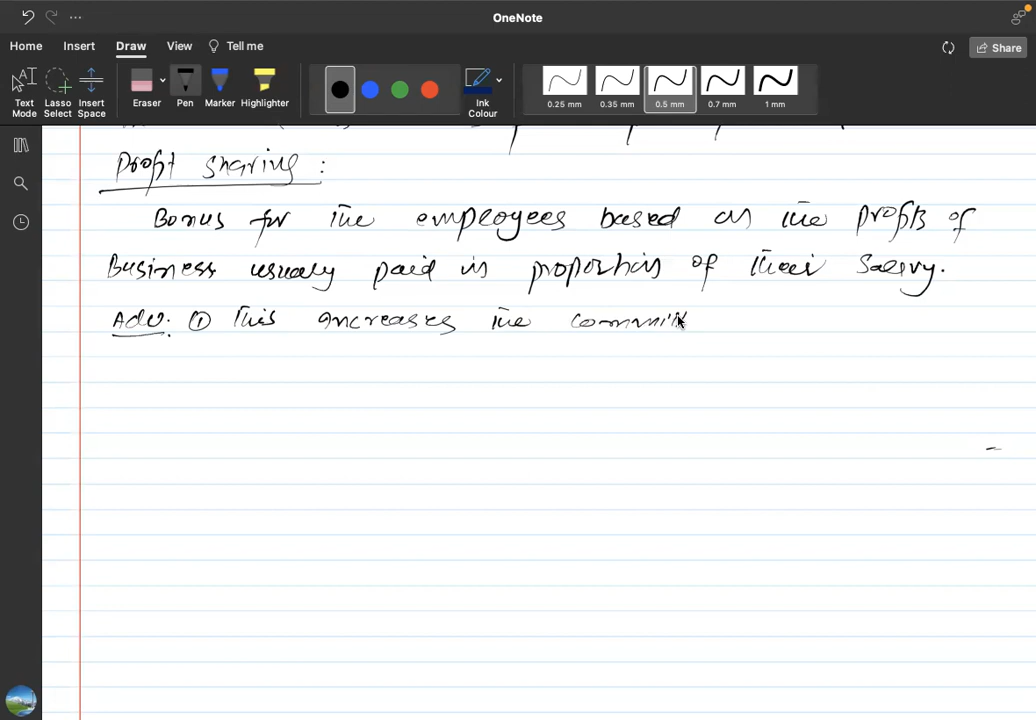 OneNote
Home Insert Draw View Tell me
Share
Text Mode
Lasso Select
Insert Space
Eraser
Pen
Marker
Highlighter
Ink Colour
0.25 mm
0.35 mm
0.5 mm
0.7 mm
1 mm
Profit sharing :
Bonus for the employees based on the profits of
Business usually paid in proportion of their salary.
Adv: ① This increases the commit